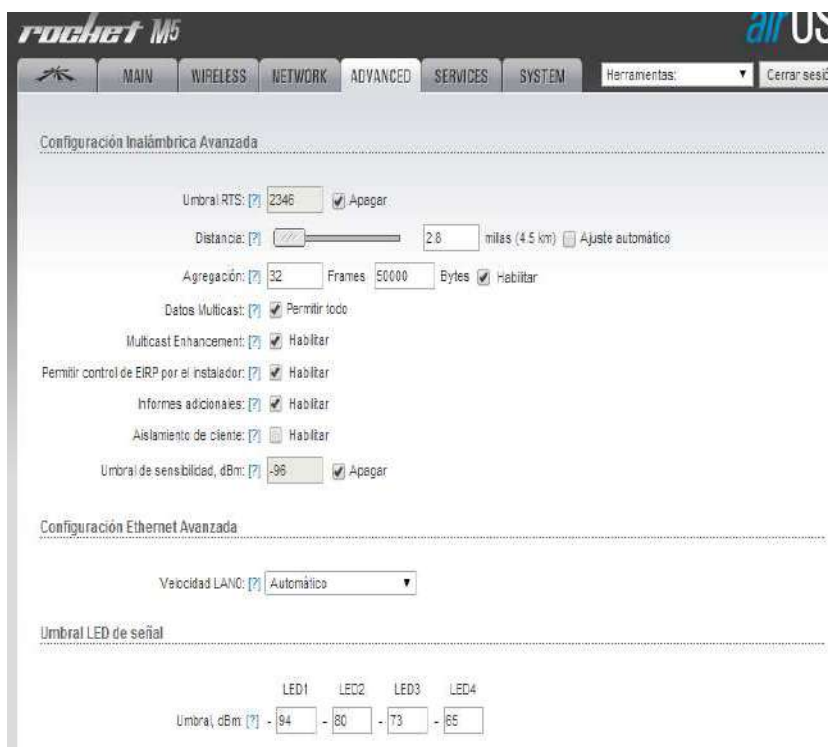 rocket M5
airOS
MAIN WIRELESS NETWORK ADVANCED SERVICES SYSTEM Herramientas: Cerrar sesió
Configuración Inalámbrica Avanzada
Umbral RTS: [?] 2346 Apagar
Distancia: [?] 2.8 millas (4.5 km) Ajuste automático
Agregación: [?] 32 Frames 50000 Bytes Habilitar
Datos Multicast: [?] Permitir todo
Multicast Enhancement: [?] Habilitar
Permitir control de EIRP por el instalador: [?] Habilitar
Informes adicionales: [?] Habilitar
Aislamiento de cliente: [?] Habilitar
Umbral de sensibilidad, dBm: [?] -96 Apagar
Configuración Ethernet Avanzada
Velocidad LAN0: [?] Automático
Umbral LED de señal
LED1 LED2 LED3 LED4
Umbral, dBm: [?] - 94 - 80 - 73 - 65